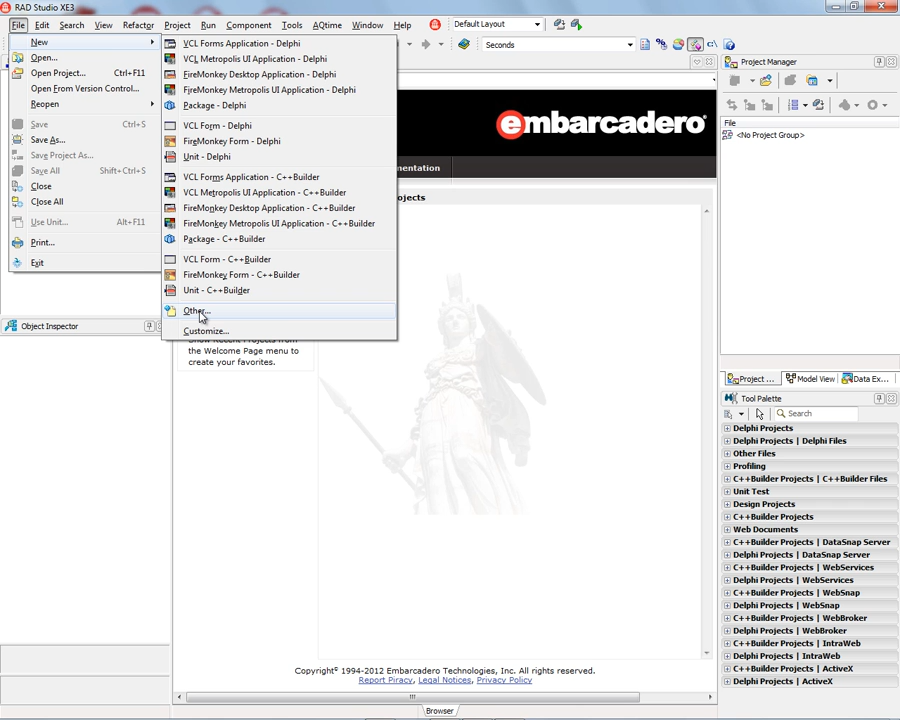 RAD Studio XE3
File Edit Search View Refactor Project Run Component Tools AQtime Window Help Default Layout
Seconds
New
Open...
Open Project... Ctrl+F11
Open From Version Control...
Reopen
Save Ctrl+S
Save As...
Save Project As...
Save All Shift+Ctrl+S
Close
Close All
Use Unit... Alt+F11
Print...
Exit
VCL Forms Application - Delphi
VCL Metropolis UI Application - Delphi
FireMonkey Desktop Application - Delphi
FireMonkey Metropolis UI Application - Delphi
Package - Delphi
VCL Form - Delphi
FireMonkey Form - Delphi
Unit - Delphi
VCL Forms Application - C++Builder
VCL Metropolis UI Application - C++Builder
FireMonkey Desktop Application - C++Builder
FireMonkey Metropolis UI Application - C++Builder
Package - C++Builder
VCL Form - C++Builder
FireMonkey Form - C++Builder
Unit - C++Builder
Other...
Customize...
Object Inspector
embarcadero
mentation
ojects
Show Recent Projects from
the Welcome Page menu to
create your favorites.
Copyright© 1994-2012 Embarcadero Technologies, Inc. All rights reserved.
Report Piracy, Legal Notices, Privacy Policy
Browser
Project Manager
File
<No Project Group>
Project ... Model View Data Ex...
Tool Palette
Search
Delphi Projects
Delphi Projects | Delphi Files
Other Files
Profiling
C++Builder Projects | C++Builder Files
Unit Test
Design Projects
C++Builder Projects
Web Documents
C++Builder Projects | DataSnap Server
Delphi Projects | DataSnap Server
C++Builder Projects | WebServices
Delphi Projects | WebServices
C++Builder Projects | WebSnap
Delphi Projects | WebSnap
C++Builder Projects | WebBroker
Delphi Projects | WebBroker
C++Builder Projects | IntraWeb
Delphi Projects | IntraWeb
C++Builder Projects | ActiveX
Delphi Projects | ActiveX